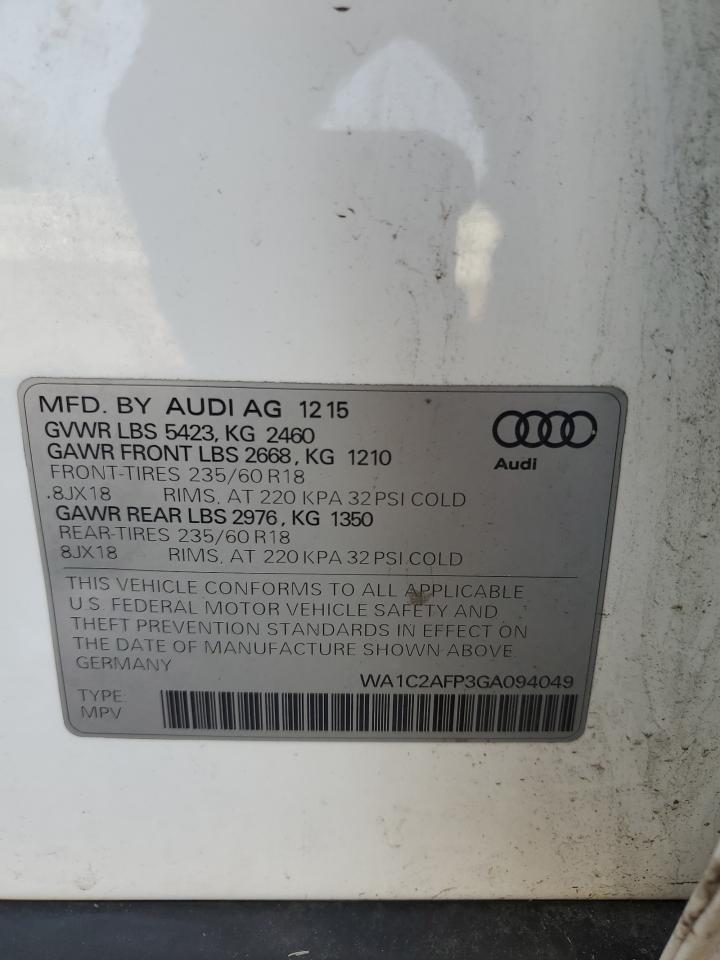 MFD. BY AUDI AG 1215
GVWR LBS 5423, KG 2460
GAWR FRONT LBS 2668, KG 1210
FRONT-TIRES 235/60 R18
.8JX18 RIMS, AT 220 KPA 32 PSI COLD
GAWR REAR LBS 2976, KG 1350
REAR-TIRES 235/60 R18
8JX18 RIMS, AT 220 KPA 32 PSI COLD
Audi
THIS VEHICLE CONFORMS TO ALL APPLICABLE
U.S. FEDERAL MOTOR VEHICLE SAFETY AND
THEFT PREVENTION STANDARDS IN EFFECT ON
THE DATE OF MANUFACTURE SHOWN ABOVE.
GERMANY
WA1C2AFP3GA094049
TYPE:
MPV